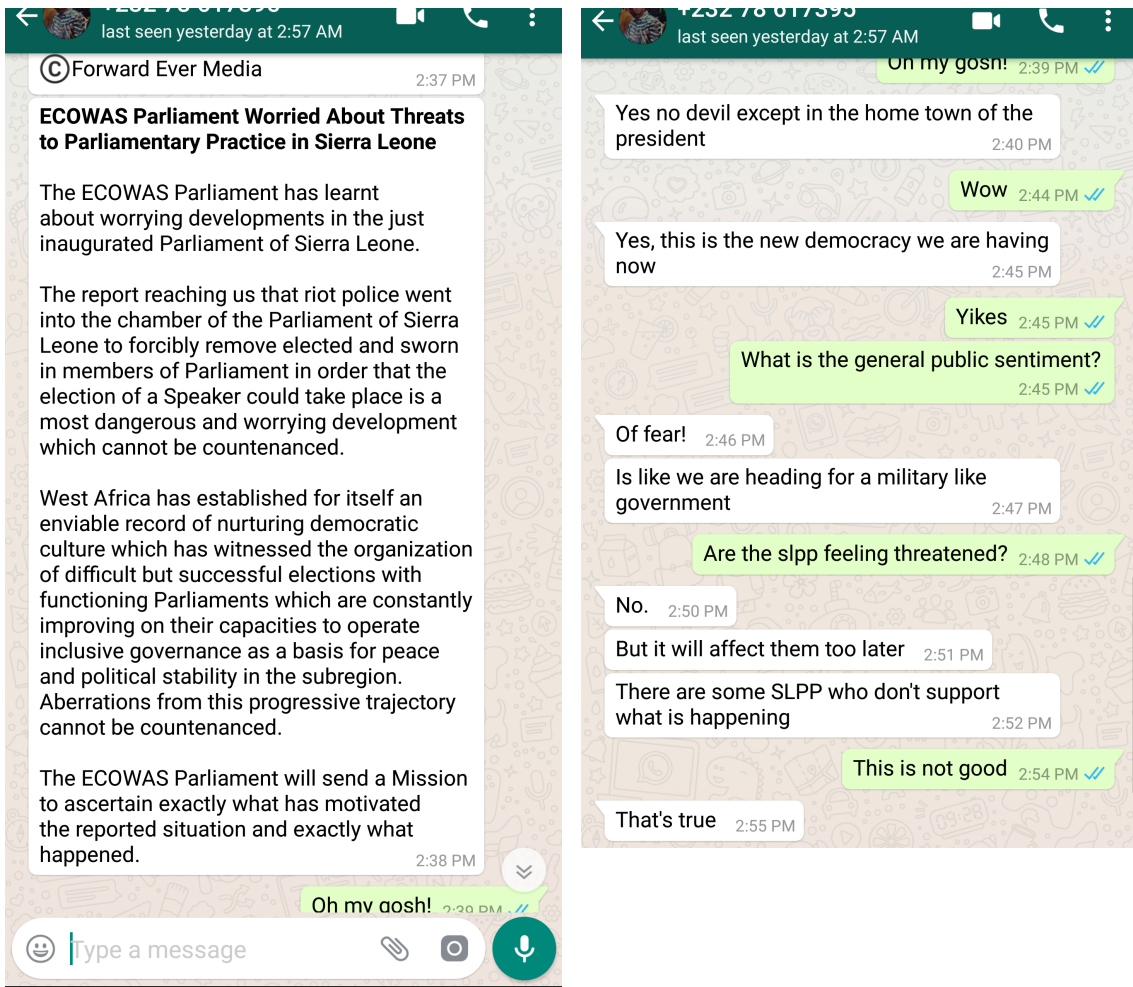 +232 78 617395
last seen yesterday at 2:57 AM
©Forward Ever Media
2:37 PM
ECOWAS Parliament Worried About Threats
to Parliamentary Practice in Sierra Leone
The ECOWAS Parliament has learnt
about worrying developments in the just
inaugurated Parliament of Sierra Leone.
The report reaching us that riot police went
into the chamber of the Parliament of Sierra
Leone to forcibly remove elected and sworn
in members of Parliament in order that the
election of a Speaker could take place is a
most dangerous and worrying development
which cannot be countenanced.
West Africa has established for itself an
enviable record of nurturing democratic
culture which has witnessed the organization
of difficult but successful elections with
functioning Parliaments which are constantly
improving on their capacities to operate
inclusive governance as a basis for peace
and political stability in the subregion.
Aberrations from this progressive trajectory
cannot be countenanced.
The ECOWAS Parliament will send a Mission
to ascertain exactly what has motivated
the reported situation and exactly what
happened.
2:38 PM
Oh my gosh! 2:39 PM
Type a message
+232 78 617395
last seen yesterday at 2:57 AM
Oh my gosh! 2:39 PM
Yes no devil except in the home town of the
president
2:40 PM
Wow 2:44 PM
Yes, this is the new democracy we are having
now
2:45 PM
Yikes 2:45 PM
What is the general public sentiment?
2:45 PM
Of fear! 2:46 PM
Is like we are heading for a military like
government
2:47 PM
Are the slpp feeling threatened? 2:48 PM
No. 2:50 PM
But it will affect them too later 2:51 PM
There are some SLPP who don't support
what is happening
2:52 PM
This is not good 2:54 PM
That's true 2:55 PM